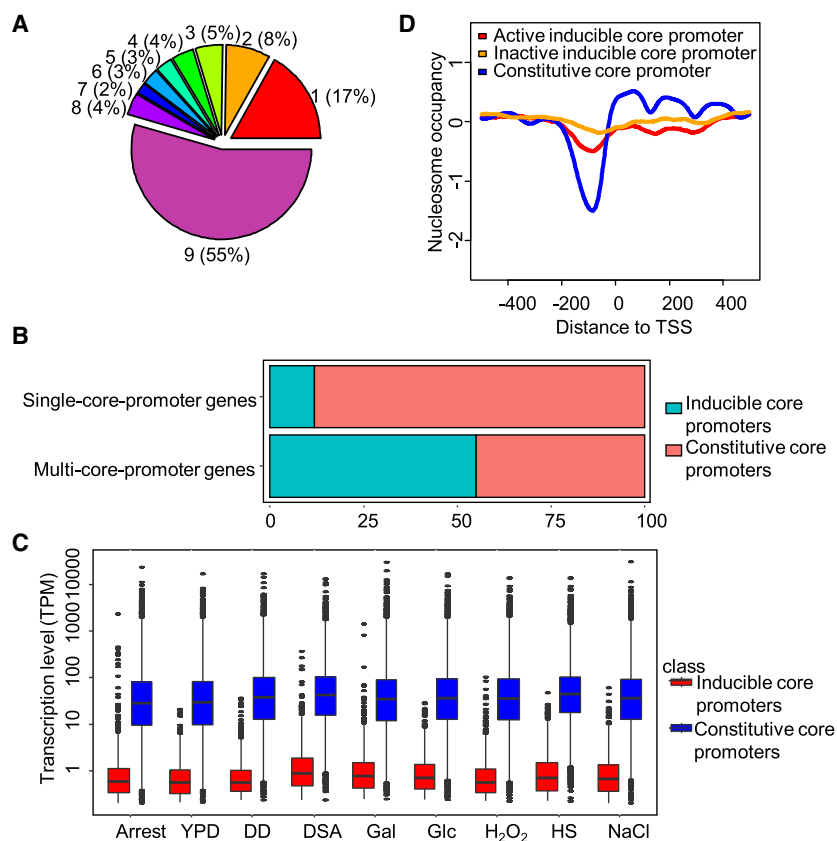 A
1 (17%)
2 (8%)
3 (5%)
4 (4%)
5 (3%)
6 (3%)
7 (2%)
8 (4%)
9 (55%)
D
Active inducible core promoter
Inactive inducible core promoter
Constitutive core promoter
Nucleosome occupancy
1
0
-1
-2
-400 -200 0 200 400
Distance to TSS
B
Single-core-promoter genes
Multi-core-promoter genes
0 25 50 75 100
Inducible core
promoters
Constitutive core
promoters
C
Transcription level (TPM)
10000
1000
100
10
1
Arrest YPD DD DSA Gal Glc H₂O₂ HS NaCl
class
Inducible core
promoters
Constitutive core
promoters